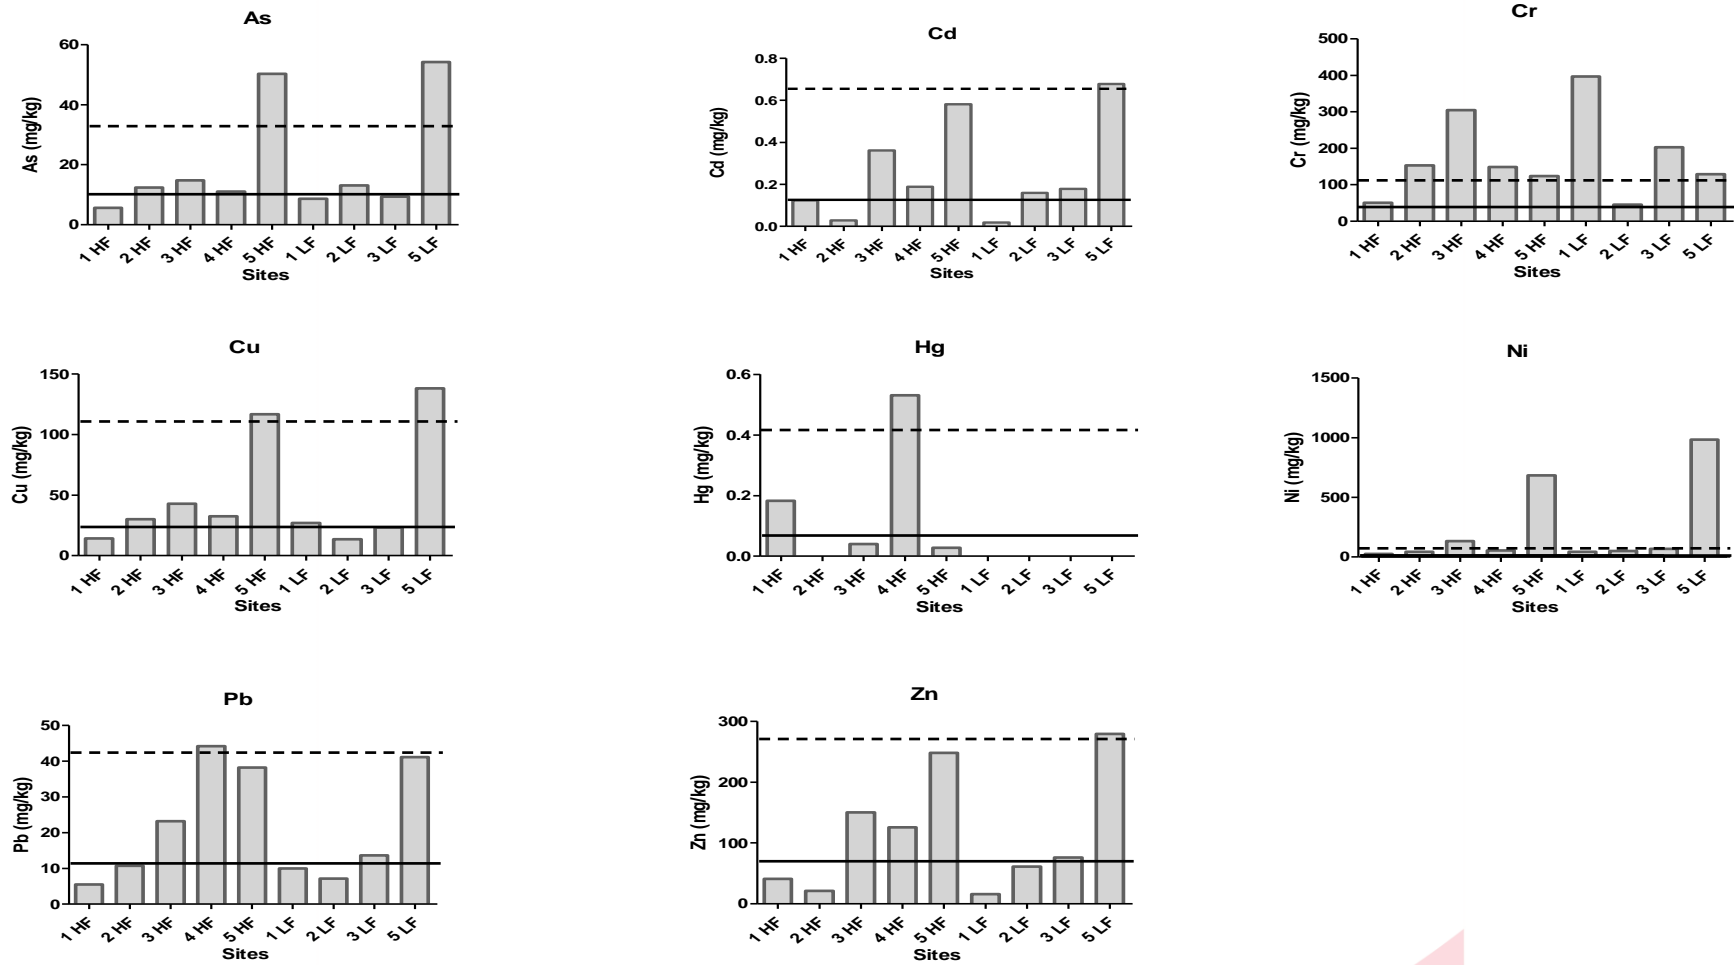 As
60
40
20
0
As (mg/kg)
1 HF
2 HF
3 HF
4 HF
5 HF
1 LF
2 LF
3 LF
5 LF
Sites
Cd
0.8
0.6
0.4
0.2
0.0
Cd (mg/kg)
1 HF
2 HF
3 HF
4 HF
5 HF
1 LF
2 LF
3 LF
5 LF
Sites
Cr
500
400
300
200
100
0
Cr (mg/kg)
1 HF
2 HF
3 HF
4 HF
5 HF
1 LF
2 LF
3 LF
5 LF
Sites
Cu
150
100
50
0
Cu (mg/kg)
1 HF
2 HF
3 HF
4 HF
5 HF
1 LF
2 LF
3 LF
5 LF
Sites
Hg
0.6
0.4
0.2
0.0
Hg (mg/kg)
1 HF
2 HF
3 HF
4 HF
5 HF
1 LF
2 LF
3 LF
5 LF
Sites
Ni
1500
1000
500
0
Ni (mg/kg)
1 HF
2 HF
3 HF
4 HF
5 HF
1 LF
2 LF
3 LF
5 LF
Sites
Pb
50
40
30
20
10
0
Pb (mg/kg)
1 HF
2 HF
3 HF
4 HF
5 HF
1 LF
2 LF
3 LF
5 LF
Sites
Zn
300
200
100
0
Zn (mg/kg)
1 HF
2 HF
3 HF
4 HF
5 HF
1 LF
2 LF
3 LF
5 LF
Sites